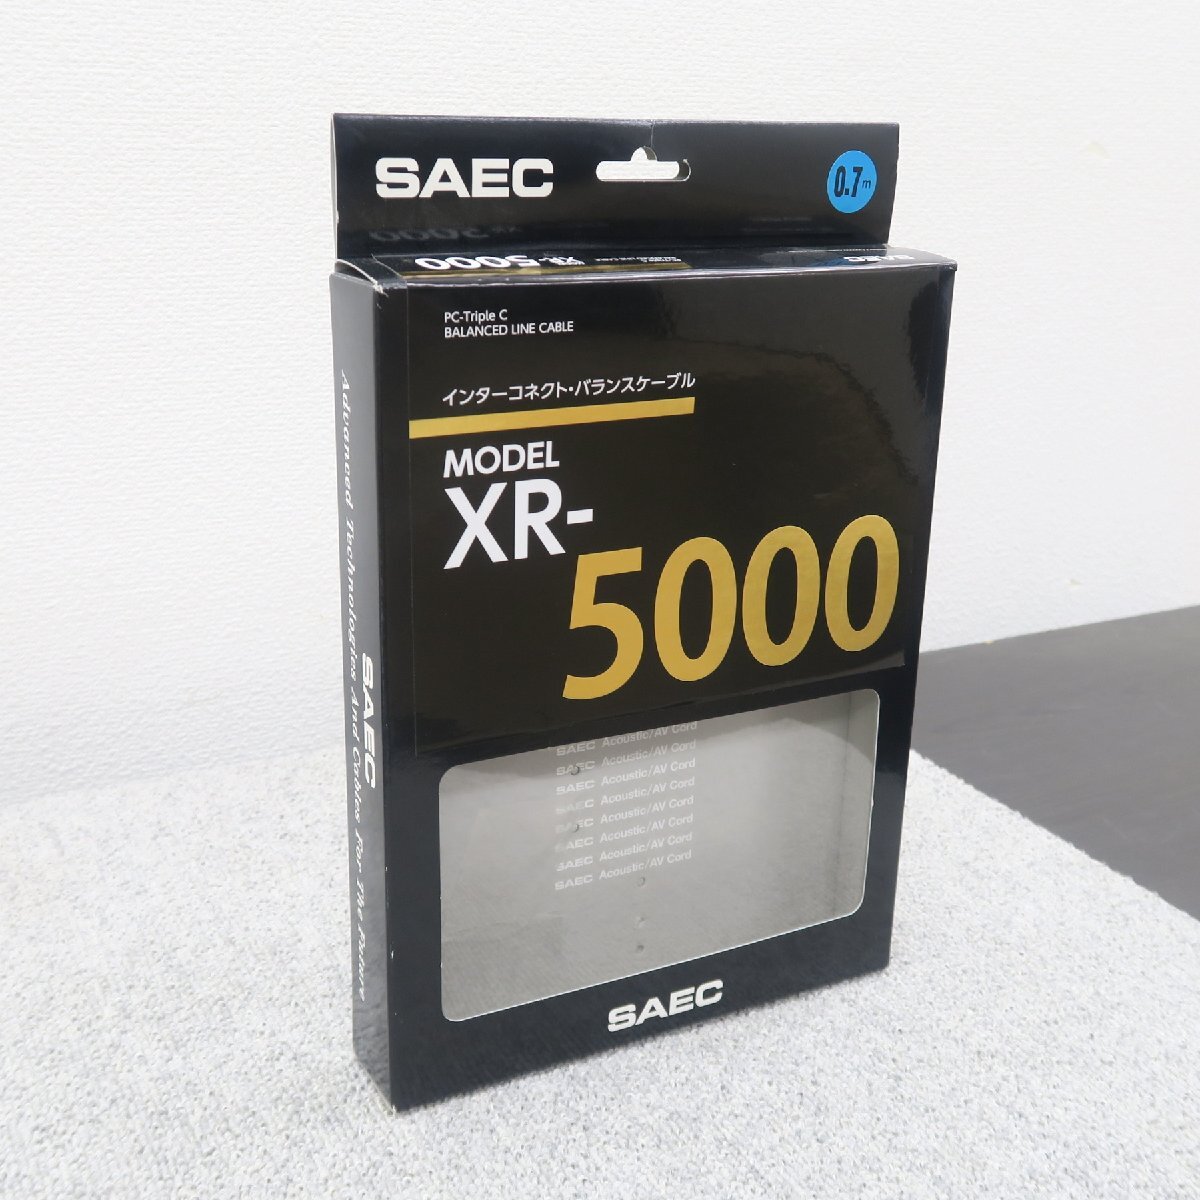 SAEC
0.7m
XR-5000
SAEC
PC-Triple C
BALANCED LINE CABLE
インターコネクト・バランスケーブル
MODEL
XR-
5000
SAEC Acoustic/AV Cord
SAEC Acoustic/AV Cord
SAEC Acoustic/AV Cord
SAEC Acoustic/AV Cord
SAEC Acoustic/AV Cord
SAEC Acoustic/AV Cord
SAEC Acoustic/AV Cord
SAEC Acoustic/AV Cord
SAEC
Advanced Technologies And Cables For The Future
SAEC